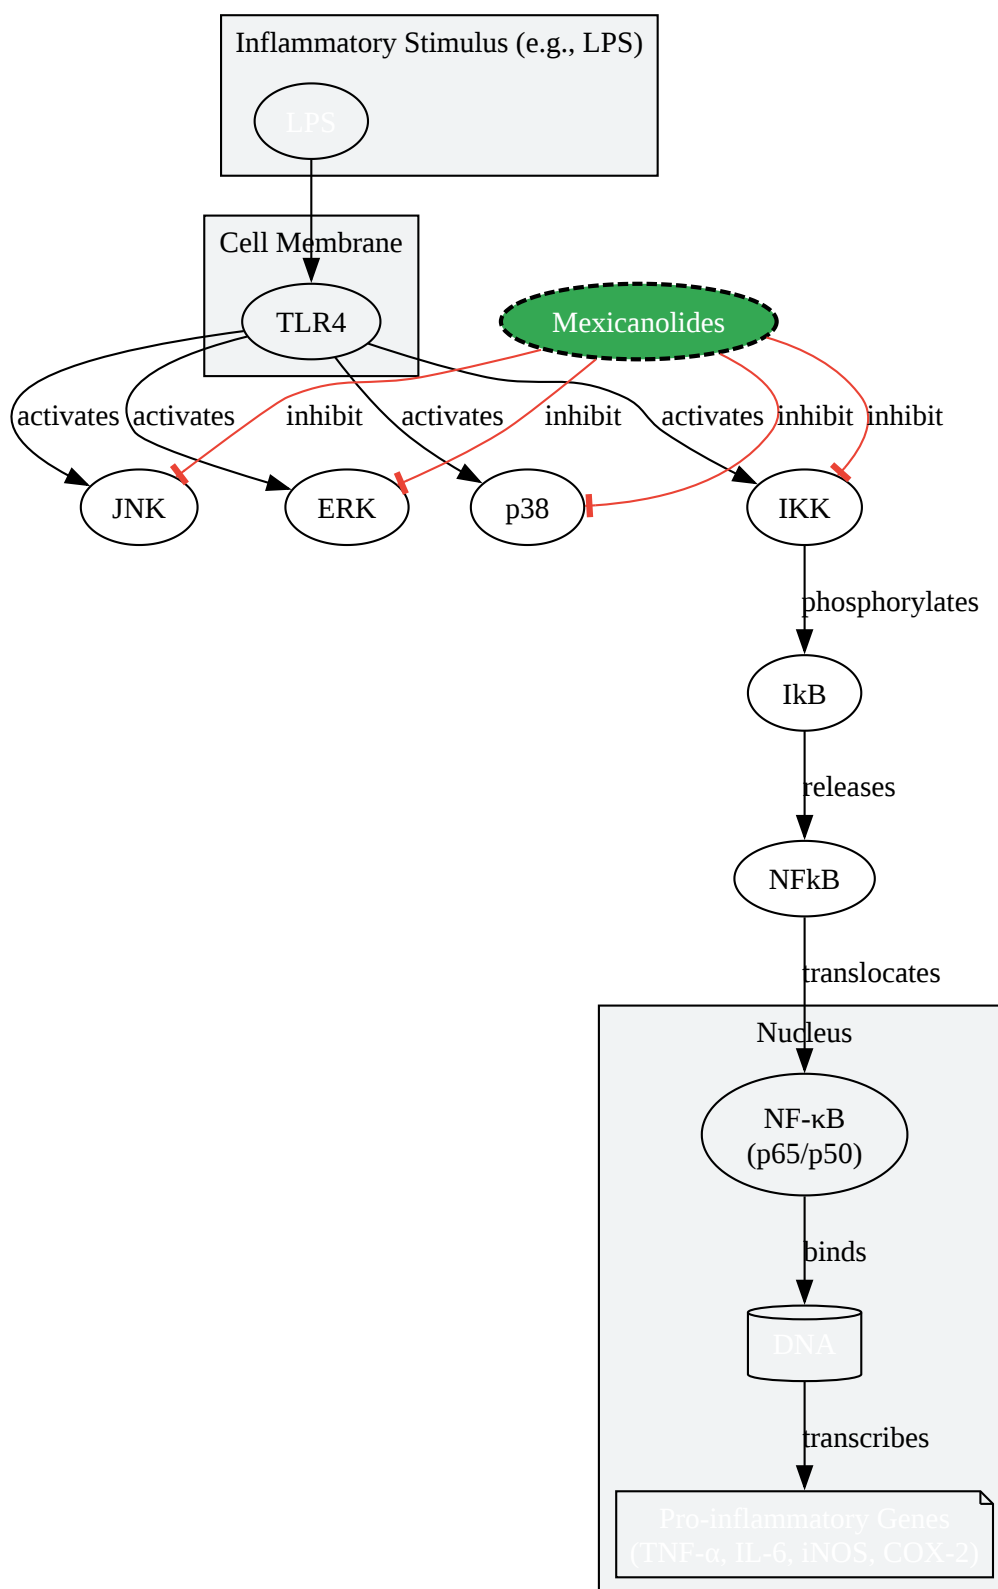 Inflammatory Stimulus (e.g., LPS)
LPS
Cell Membrane
TLR4
Mexicanolides
activates
activates
inhibit
activates
inhibit
activates
inhibit
inhibit
JNK
ERK
p38
IKK
phosphorylates
IkB
releases
NFkB
translocates
Nucleus
NF-κB
(p65/p50)
binds
DNA
transcribes
Pro-inflammatory Genes
(TNF-α, IL-6, iNOS, COX-2)